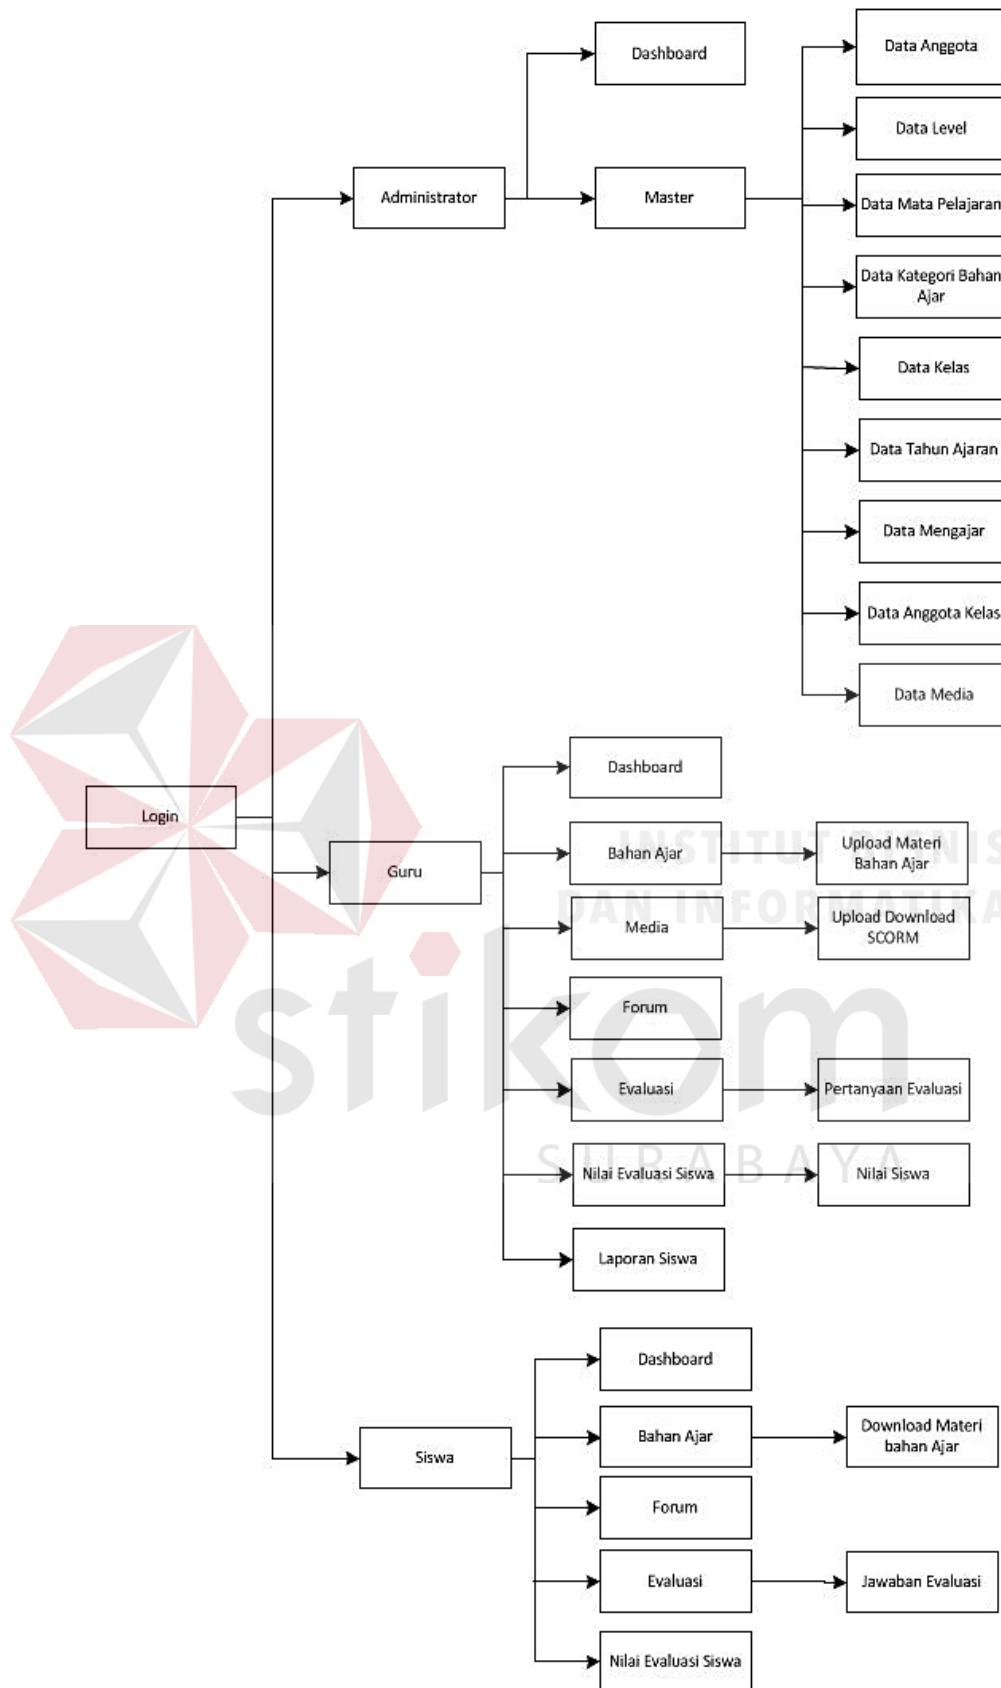 Login
Administrator
Dashboard
Master
Data Anggota
Data Level
Data Mata Pelajaran
Data Kategori Bahan
Ajar
Data Kelas
Data Tahun Ajaran
Data Mengajar
Data Anggota Kelas
Data Media
Guru
Dashboard
Bahan Ajar
Upload Materi
Bahan Ajar
Media
Upload Download
SCORM
Forum
Evaluasi
Pertanyaan Evaluasi
Nilai Evaluasi Siswa
Nilai Siswa
Laporan Siswa
Siswa
Dashboard
Bahan Ajar
Download Materi
bahan Ajar
Forum
Evaluasi
Jawaban Evaluasi
Nilai Evaluasi Siswa
INSTITUT BISNIS
DAN INFORMATIKA
stikom
SURABAYA